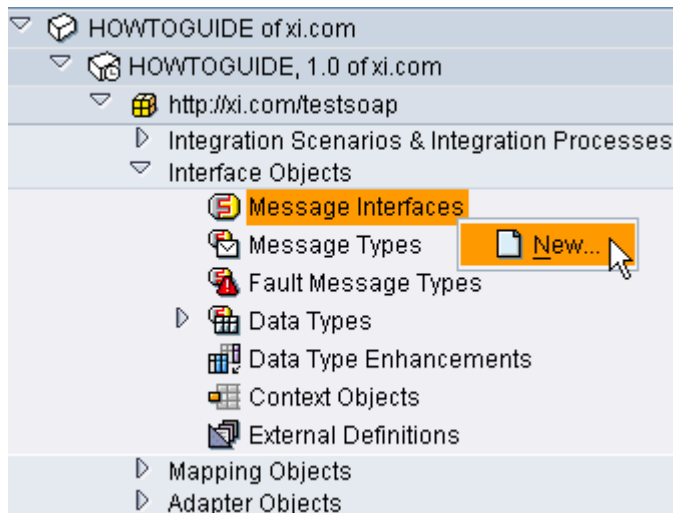 HOWTOGUIDE of xi.com
HOWTOGUIDE, 1.0 of xi.com
http://xi.com/testsoap
Integration Scenarios & Integration Processes
Interface Objects
Message Interfaces
Message Types
New...
Fault Message Types
Data Types
Data Type Enhancements
Context Objects
External Definitions
Mapping Objects
Adapter Objects